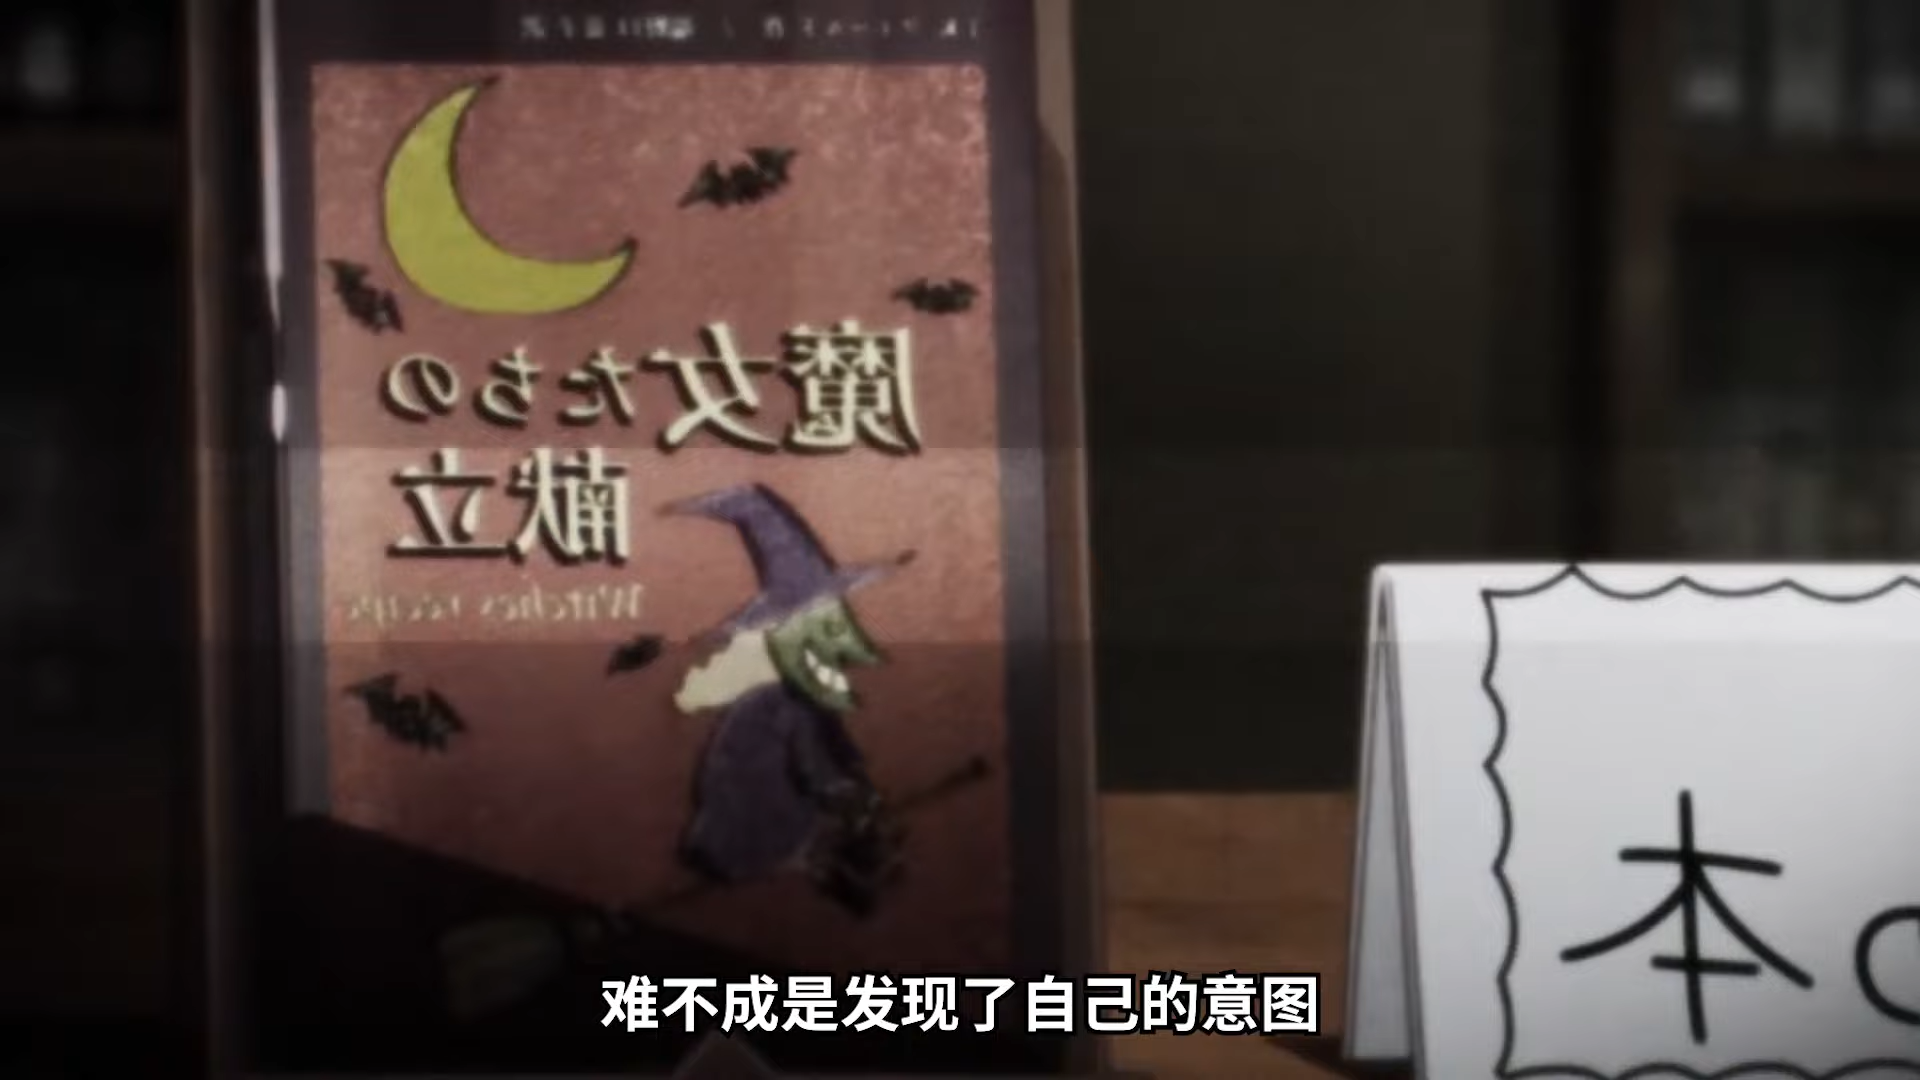 魔女たちの
献立
Witches recipe
本
难不成是发现了自己的意图